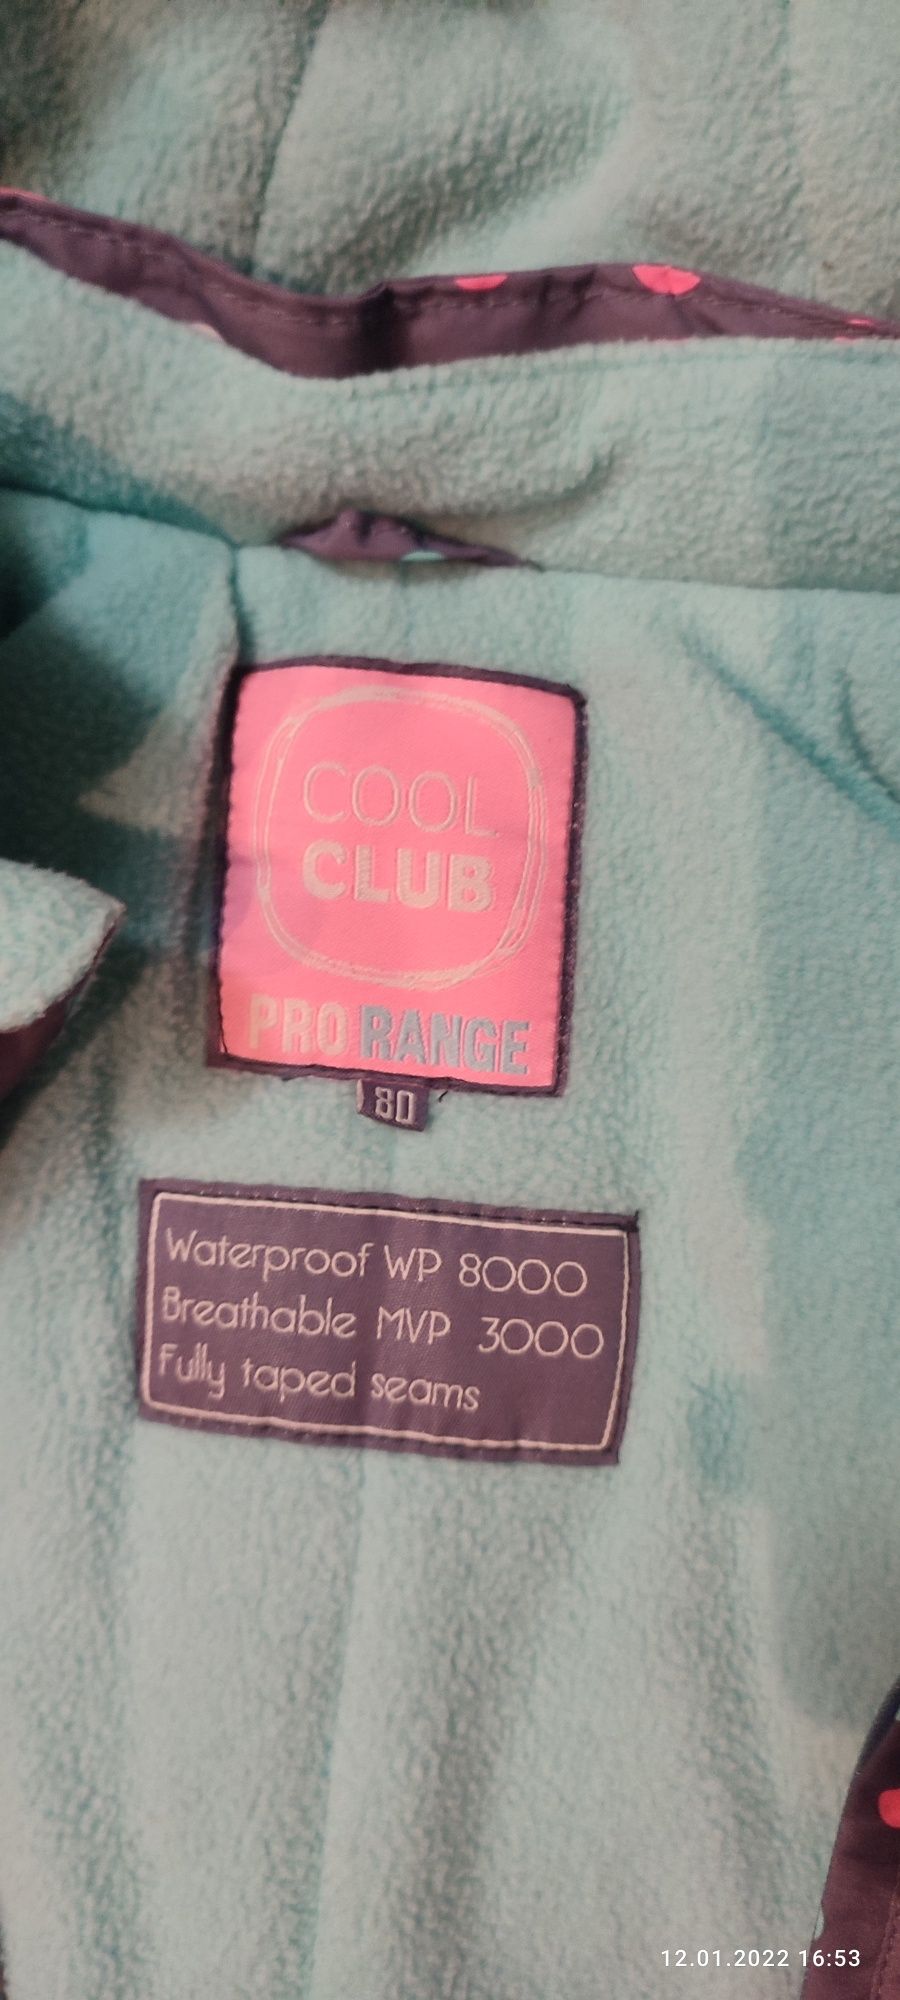 COOL
CLUB
PRO RANGE
80
Waterproof WP 8000
Breathable MVP 3000
Fully taped seams
12.01.2022 16:53